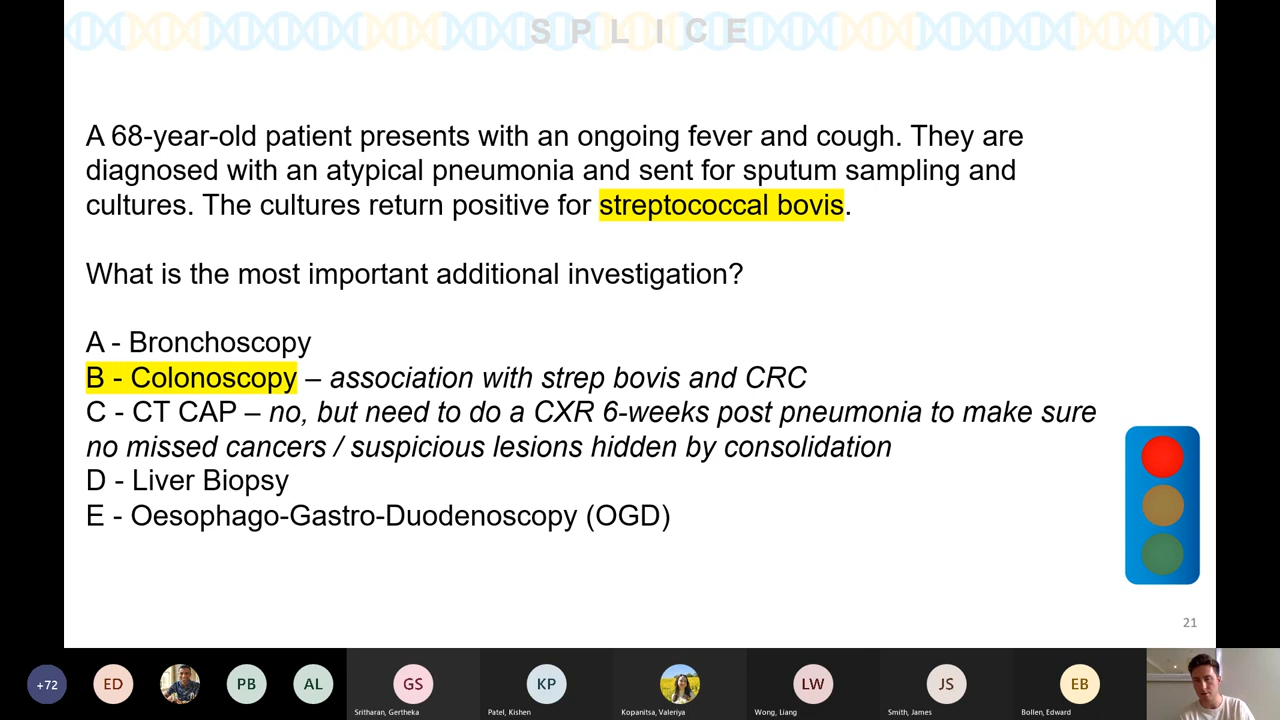 S P L I C E
A 68-year-old patient presents with an ongoing fever and cough. They are
diagnosed with an atypical pneumonia and sent for sputum sampling and
cultures. The cultures return positive for streptococcal bovis.
What is the most important additional investigation?
A - Bronchoscopy
B - Colonoscopy – association with strep bovis and CRC
C - CT CAP – no, but need to do a CXR 6-weeks post pneumonia to make sure
no missed cancers / suspicious lesions hidden by consolidation
D - Liver Biopsy
E - Oesophago-Gastro-Duodenoscopy (OGD)
21
+72
ED
PB
AL
GS
KP
LW
JS
EB
Sritharan, Gertheka
Patel, Kishen
Kopanitsa, Valeriya
Wong, Liang
Smith, James
Bollen, Edward